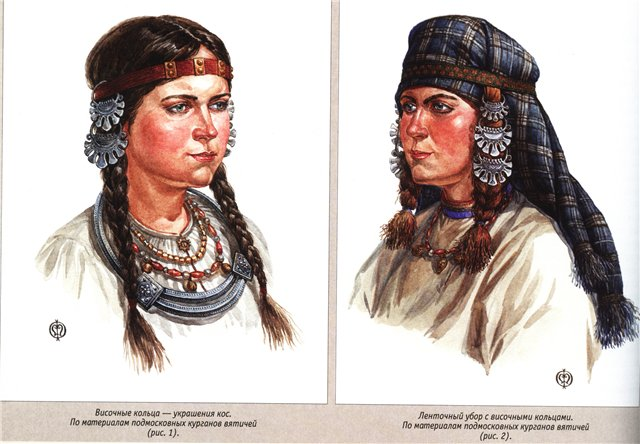 Височные кольца — украшения кос.
По материалам подмосковных курганов вятичей
(рис. 1).
Ленточный убор с височными кольцами.
По материалам подмосковных курганов вятичей
(рис. 2).